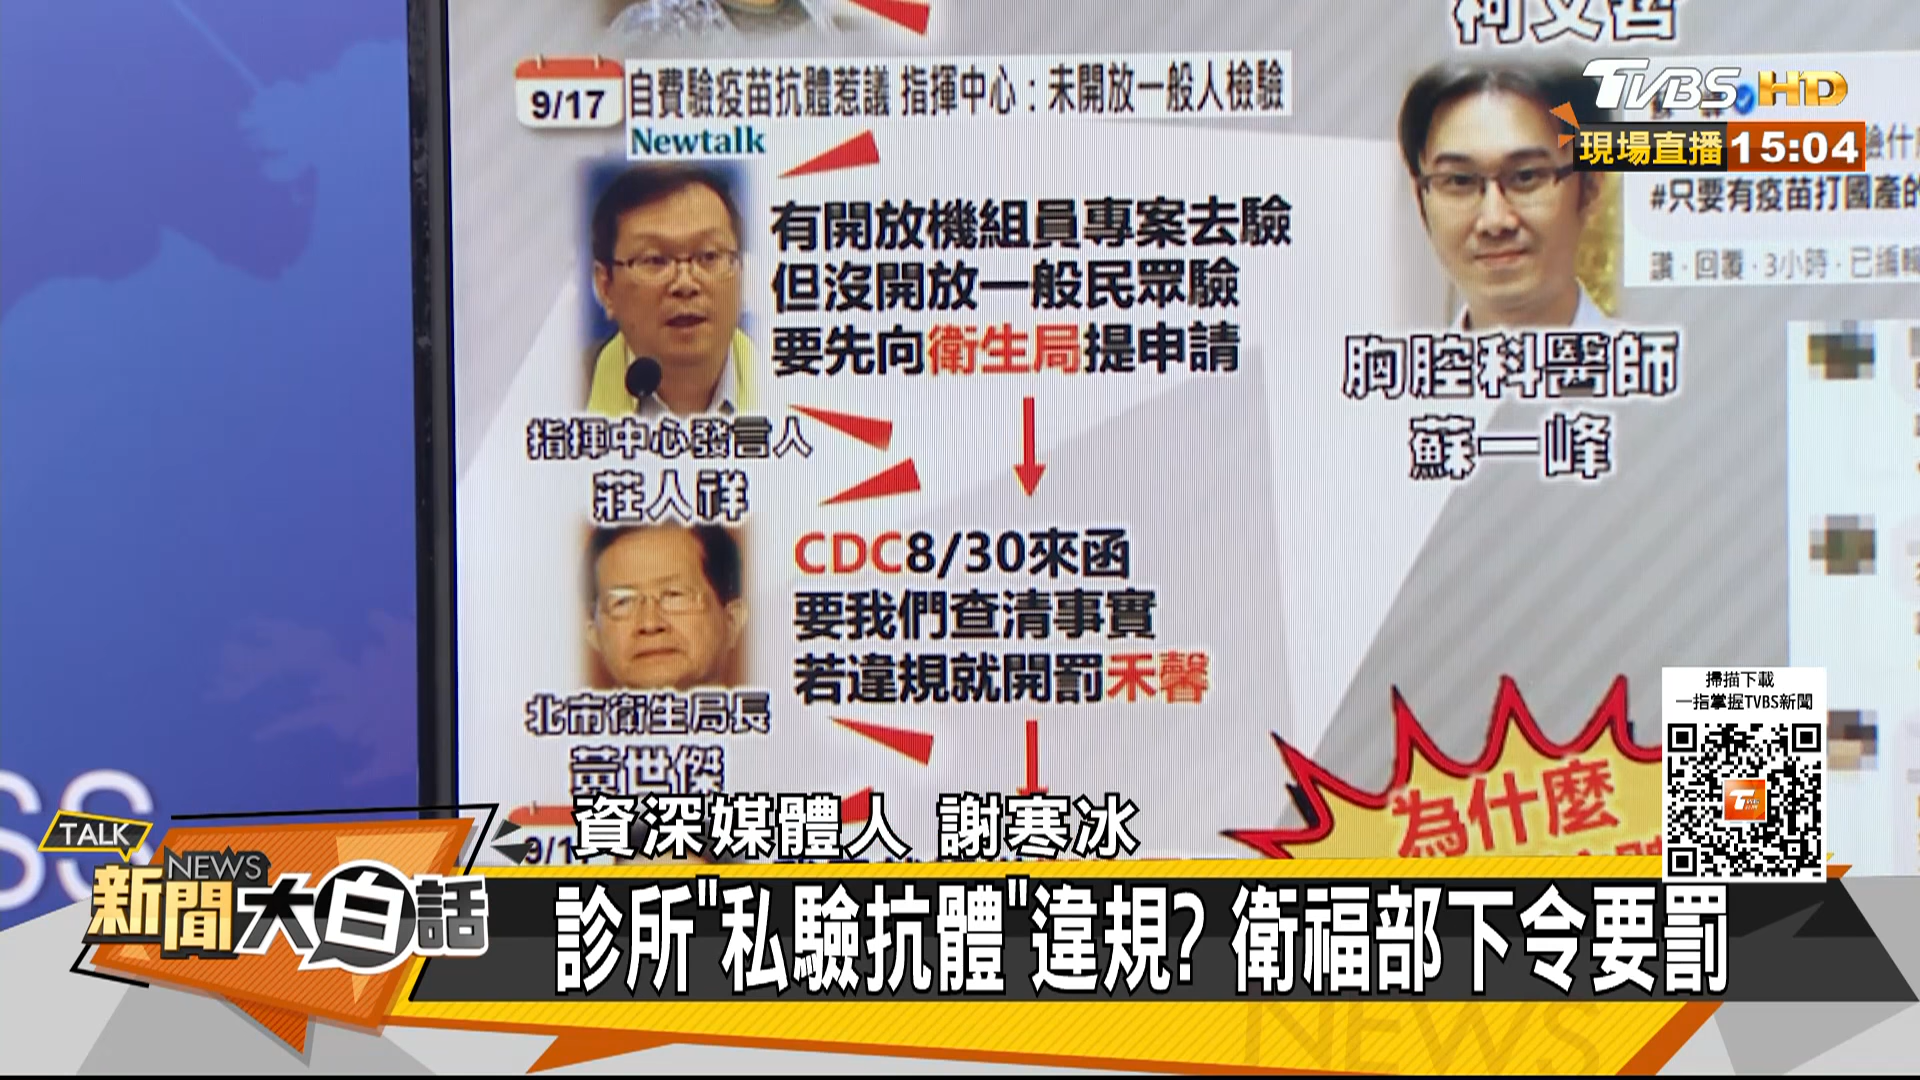 柯文哲
9/17
自費驗疫苗抗體惹議 指揮中心：未開放一般人檢驗
Newtalk
有開放機組員專案去驗
但沒開放一般民眾驗
要先向衛生局提申請
指揮中心發言人
莊人祥
CDC8/30來函
要我們查清事實
若違規就開罰禾馨
北市衛生局長
黃世傑
胸腔科醫師
蘇一峰
TVBS HD
現場直播 15:04
#只要有疫苗打國產的
讚·回覆·3小時·已編輯
為什麼
掃描下載
一指掌握TVBS新聞
資深媒體人 謝寒冰
TALK
NEWS
新聞大白話
診所"私驗抗體"違規? 衛福部下令要罰
NEWS